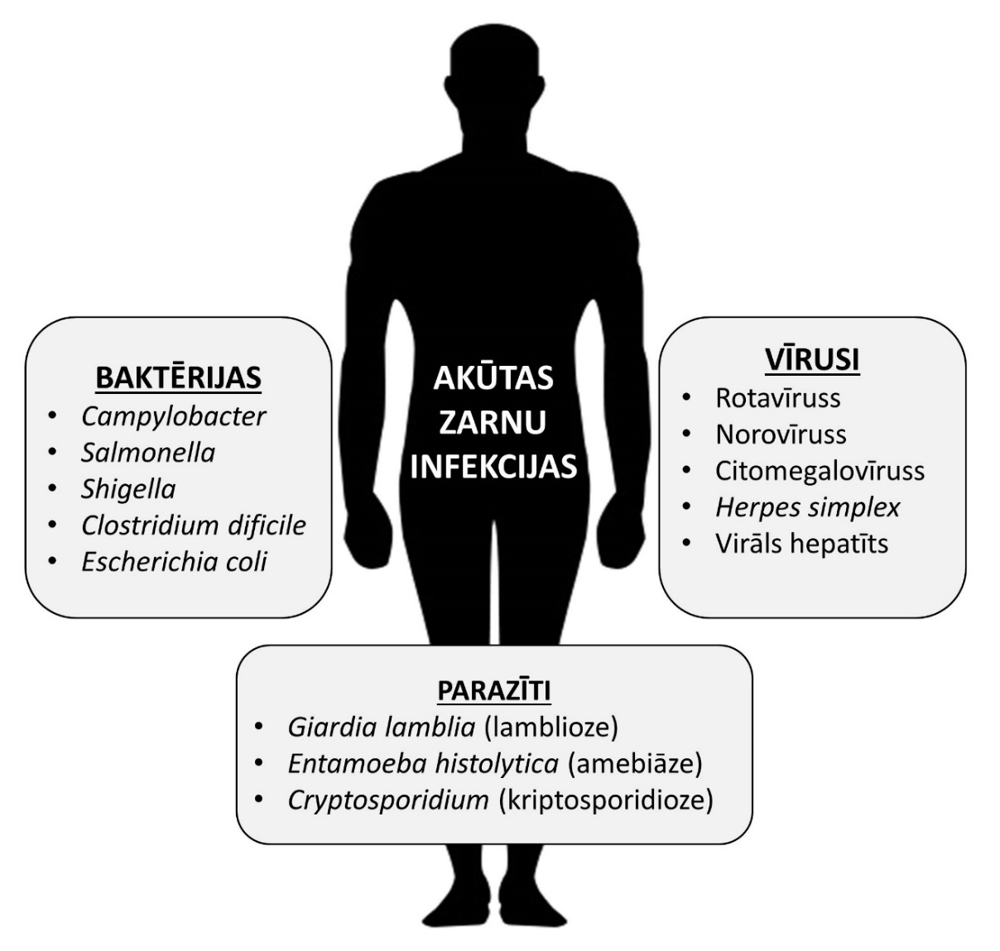 AKŪTAS
ZARNU
INFEKCIJAS
BAKTĒRIJAS
• Campylobacter
• Salmonella
• Shigella
• Clostridium dificile
• Escherichia coli
VĪRUSI
• Rotavīruss
• Norovīruss
• Citomegalovīruss
• Herpes simplex
• Virāls hepatīts
PARAZĪTI
• Giardia lamblia (lamblioze)
• Entamoeba histolytica (amebiāze)
• Cryptosporidium (kriptosporidioze)